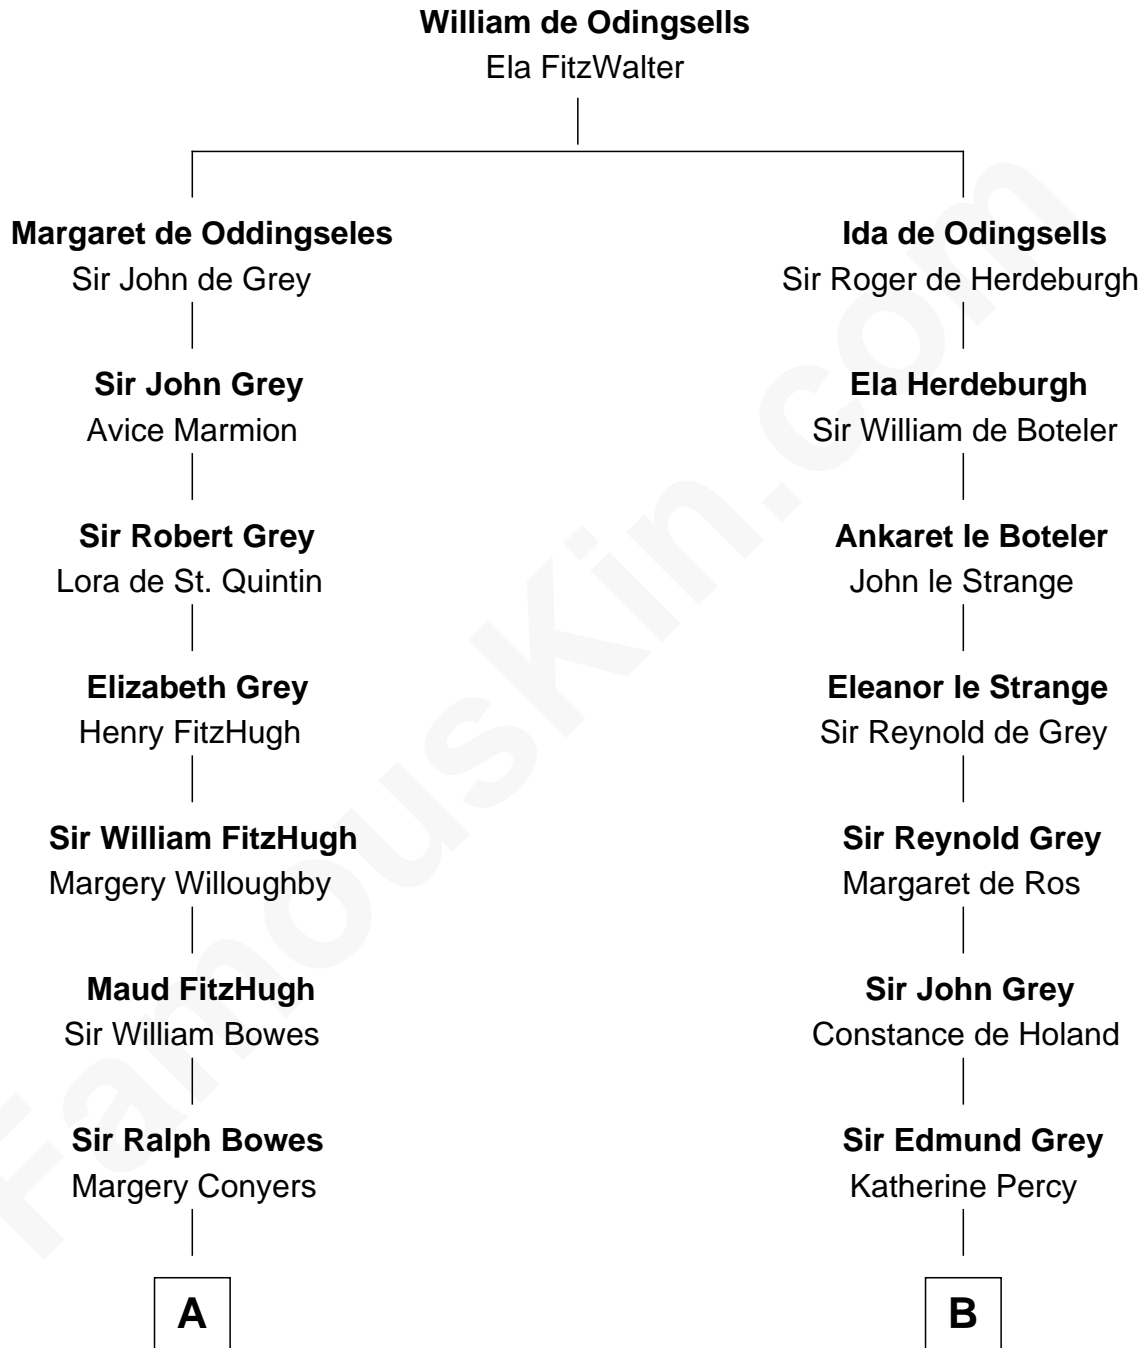 William de Odingsells
Ela FitzWalter
Margaret de Oddingseles
Sir John de Grey
Ida de Odingsells
Sir Roger de Herdeburgh
Sir John Grey
Avice Marmion
Ela Herdeburgh
Sir William de Boteler
Sir Robert Grey
Lora de St. Quintin
Ankaret le Boteler
John le Strange
Elizabeth Grey
Henry FitzHugh
Eleanor le Strange
Sir Reynold de Grey
Sir William FitzHugh
Margery Willoughby
Sir Reynold Grey
Margaret de Ros
Maud FitzHugh
Sir William Bowes
Sir John Grey
Constance de Holand
Sir Ralph Bowes
Margery Conyers
Sir Edmund Grey
Katherine Percy
A
B
FamousKin.com